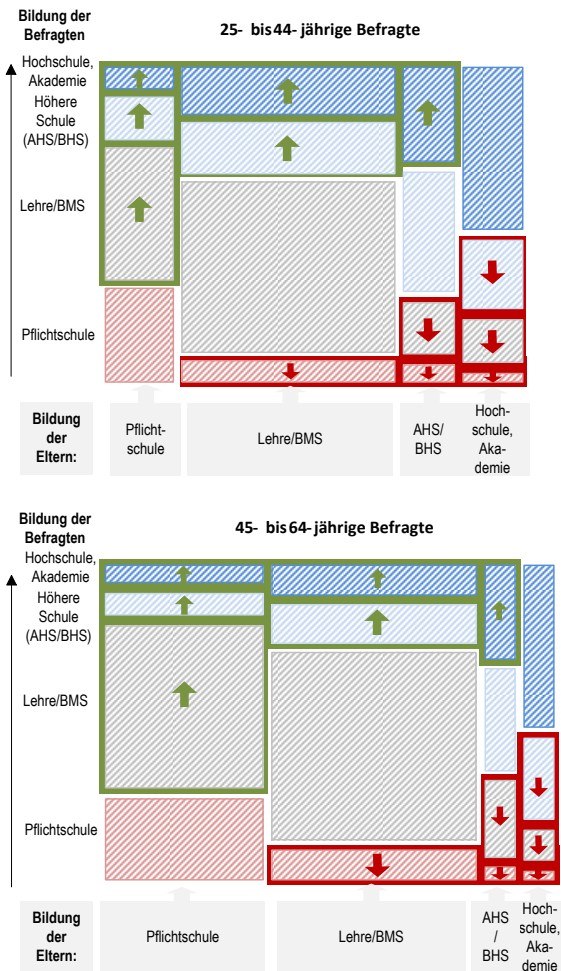 Bildung der
Befragten
25- bis 44- jährige Befragte
Hochschule,
Akademie
Höhere
Schule
(AHS/BHS)
Lehre/BMS
Pflichtschule
Bildung
der
Eltern:
Pflicht-
schule
Lehre/BMS
AHS/
BHS
Hoch-
schule,
Aka-
demie
Bildung der
Befragten
45- bis 64- jährige Befragte
Hochschule,
Akademie
Höhere
Schule
(AHS/BHS)
Lehre/BMS
Pflichtschule
Bildung
der
Eltern:
Pflichtschule
Lehre/BMS
AHS
/
BHS
Hoch-
schule,
Aka-
demie